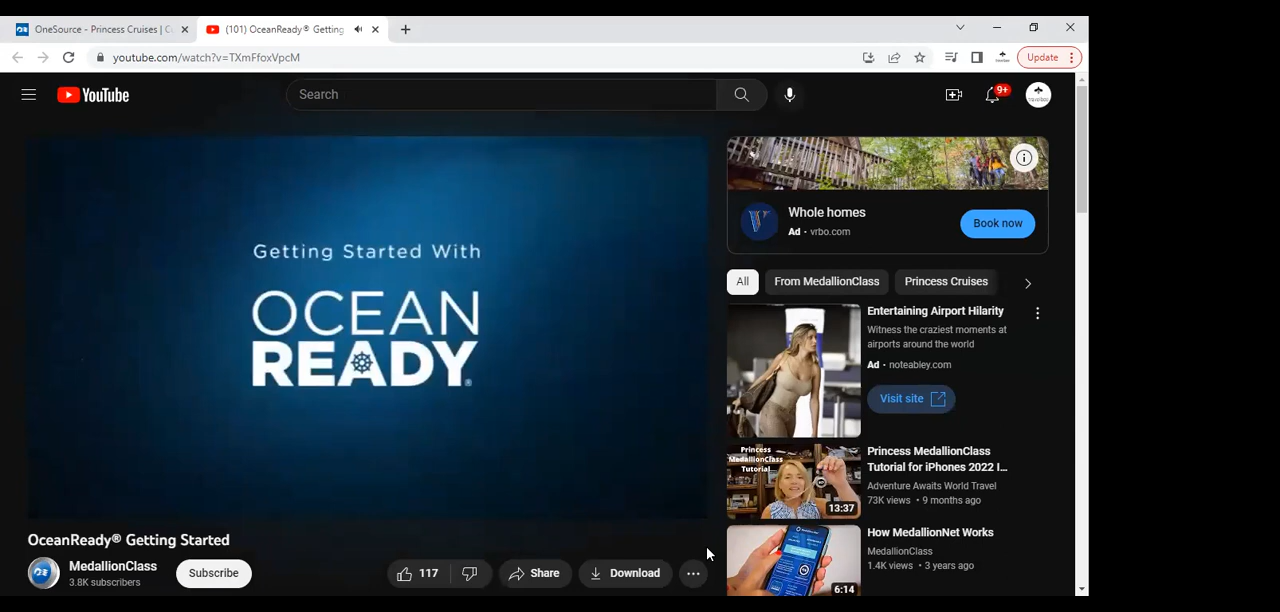 OneSource - Princess Cruises | C
(101) OceanReady® Getting
youtube.com/watch?v=TXmFfoxVpcM
Update
YouTube
Search
9+
Getting Started With
OCEAN
READY®
Whole homes
Ad · vrbo.com
Book now
All
From MedallionClass
Princess Cruises
Entertaining Airport Hilarity
Witness the craziest moments at
airports around the world
Ad · noteabley.com
Visit site
Princess
MedallionClass
Tutorial
13:37
Princess MedallionClass
Tutorial for iPhones 2022 I...
Adventure Awaits World Travel
73K views • 9 months ago
6:14
How MedallionNet Works
MedallionClass
1.4K views • 3 years ago
OceanReady® Getting Started
MedallionClass
3.8K subscribers
Subscribe
117
Share
Download